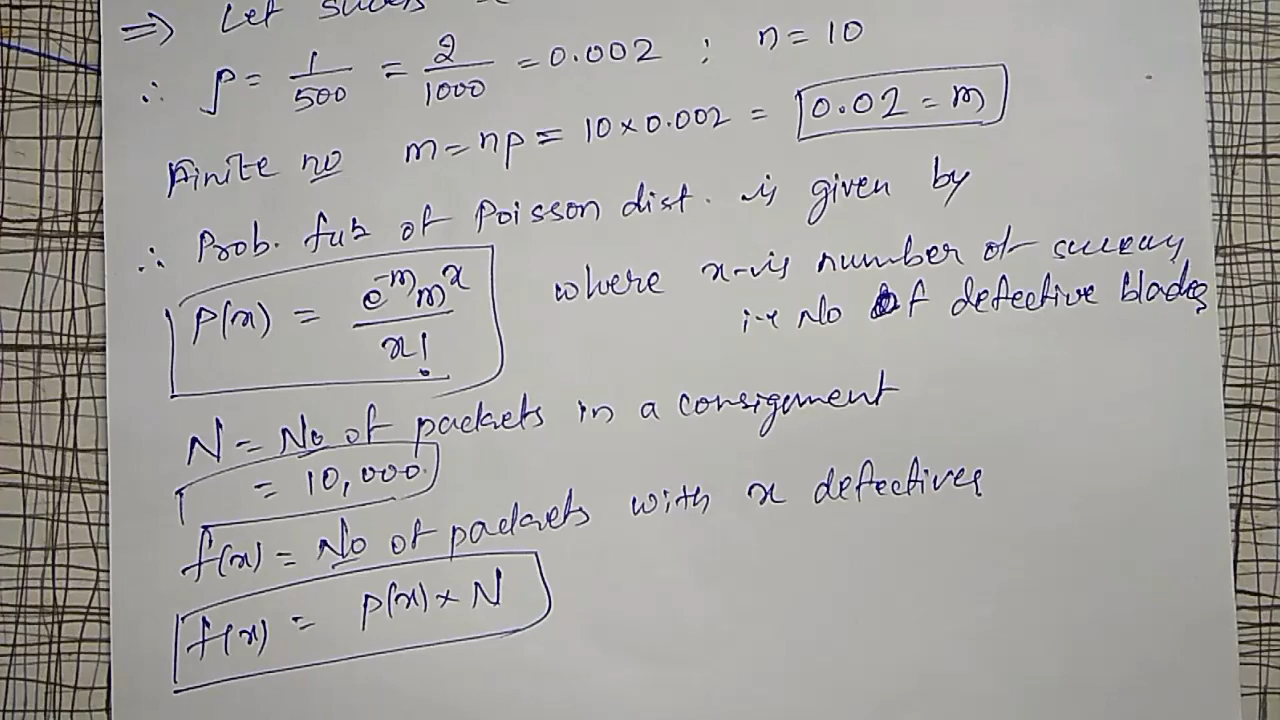 ⇒ Let
∴ p = 1/500 = 2/1000 = 0.002 ; n = 10
Finite no m = np = 10 × 0.002 = 0.02 = m
∴ Prob. fun of Poisson dist. is given by
P(x) = e^-m m^x / x! where x-is number of success
i.e No of defective blades
N = No of packets in a consignment
= 10,000.
f(x) = No of packets with x defectives
f(x) = P(x) × N